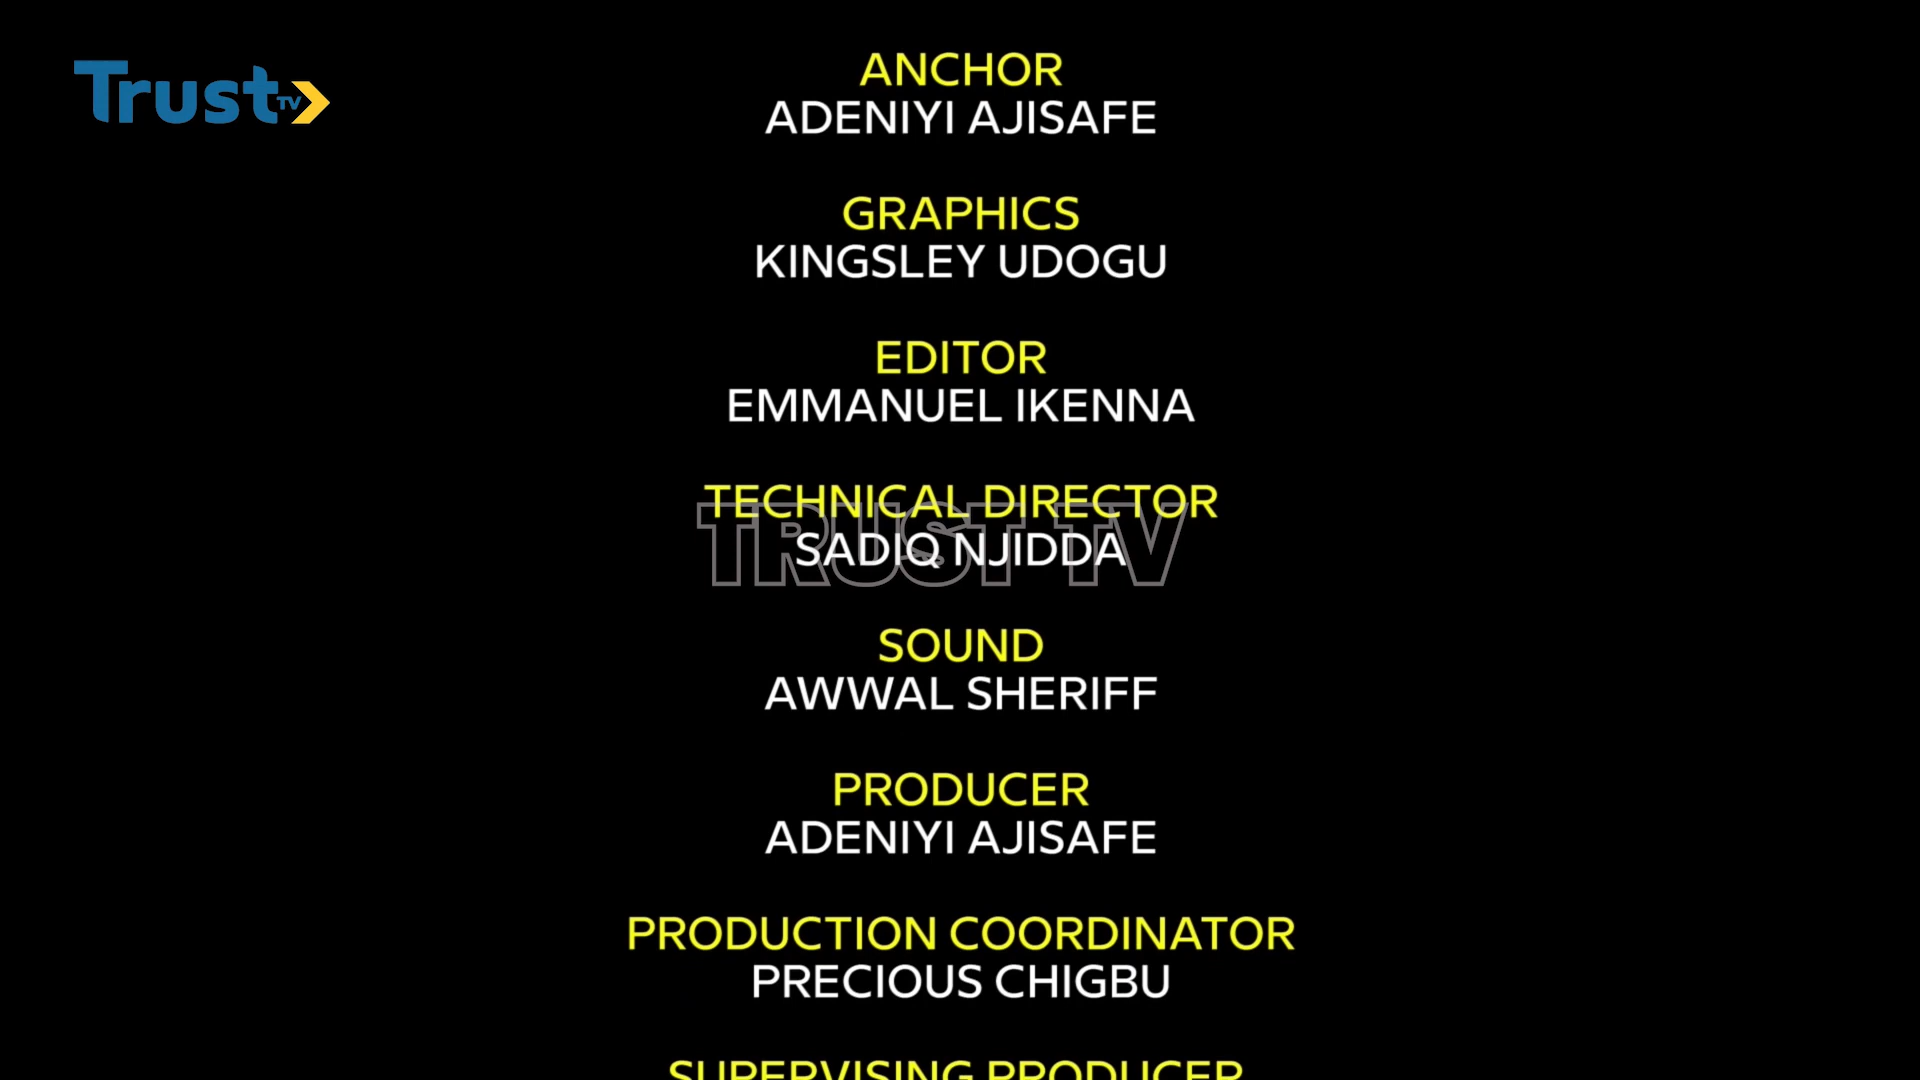 Trust TV
ANCHOR
ADENIYI AJISAFE
GRAPHICS
KINGSLEY UDOGU
EDITOR
EMMANUEL IKENNA
TECHNICAL DIRECTOR
TRUST TV
SADIQ NJIDDA
SOUND
AWWAL SHERIFF
PRODUCER
ADENIYI AJISAFE
PRODUCTION COORDINATOR
PRECIOUS CHIGBU
SUPERVISING PRODUCER